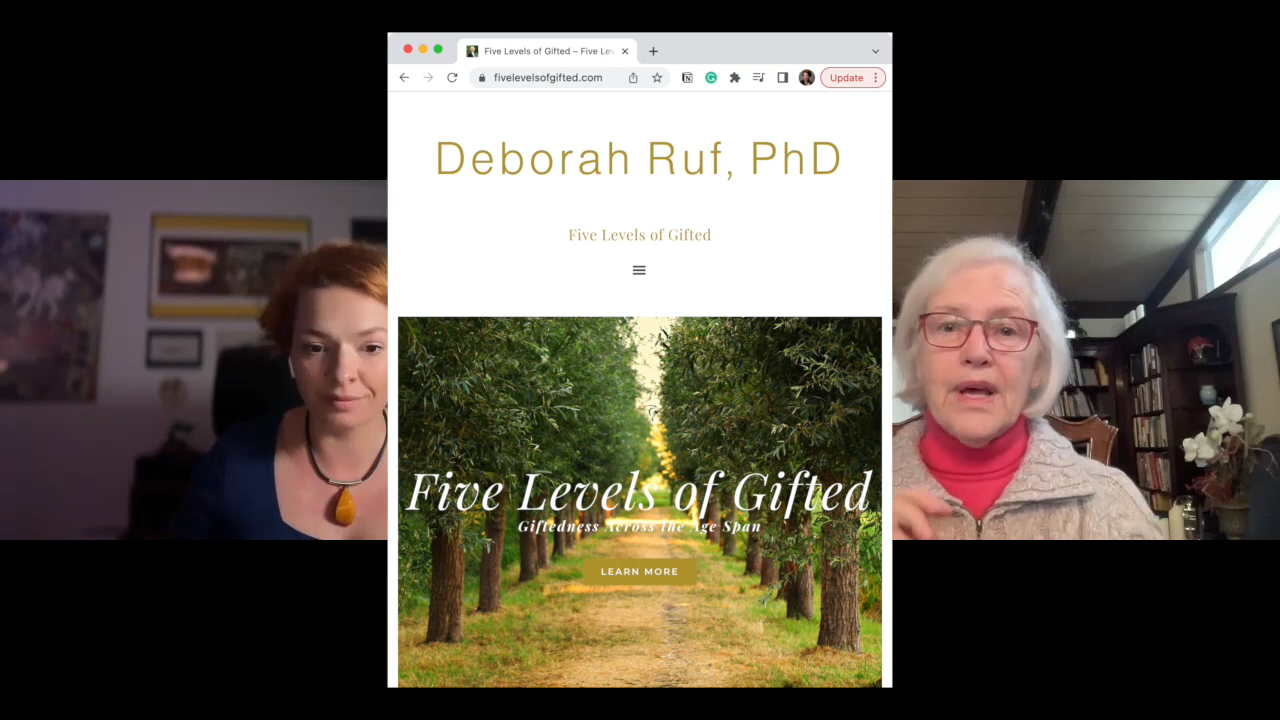 Five Levels of Gifted – Five Lev
fivelevelsofgifted.com
Update
Deborah Ruf, PhD
Five Levels of Gifted
Five Levels of Gifted
Giftedness Across the Age Span
LEARN MORE